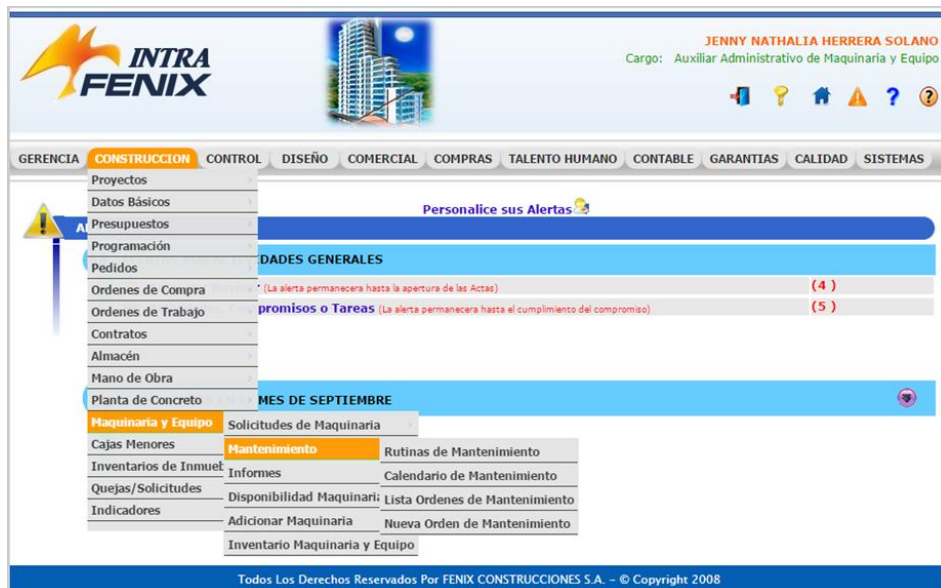 INTRA
FENIX
JENNY NATHALIA HERRERA SOLANO
Cargo: Auxiliar Administrativo de Maquinaria y Equipo
GERENCIA CONSTRUCCION CONTROL DISEÑO COMERCIAL COMPRAS TALENTO HUMANO CONTABLE GARANTIAS CALIDAD SISTEMAS
Proyectos
Datos Básicos
Personalice sus Alertas
Presupuestos
Programación
DADES GENERALES
Pedidos
Ordenes de Compra
(La alerta permanecera hasta la apertura de las Actas) (4 )
Ordenes de Trabajo
promisos o Tareas (La alerta permanecera hasta el cumplimiento del compromiso) (5 )
Contratos
Almacén
Mano de Obra
Planta de Concreto
MES DE SEPTIEMBRE
Maquinaria y Equipo
Cajas Menores
Inventarios de Inmueb
Quejas/Solicitudes
Indicadores
Solicitudes de Maquinaria
Mantenimiento
Informes
Disponibilidad Maquinaria
Adicionar Maquinaria
Inventario Maquinaria y Equipo
Rutinas de Mantenimiento
Calendario de Mantenimiento
Lista Ordenes de Mantenimiento
Nueva Orden de Mantenimiento
Todos Los Derechos Reservados Por FENIX CONSTRUCCIONES S.A. - © Copyright 2008